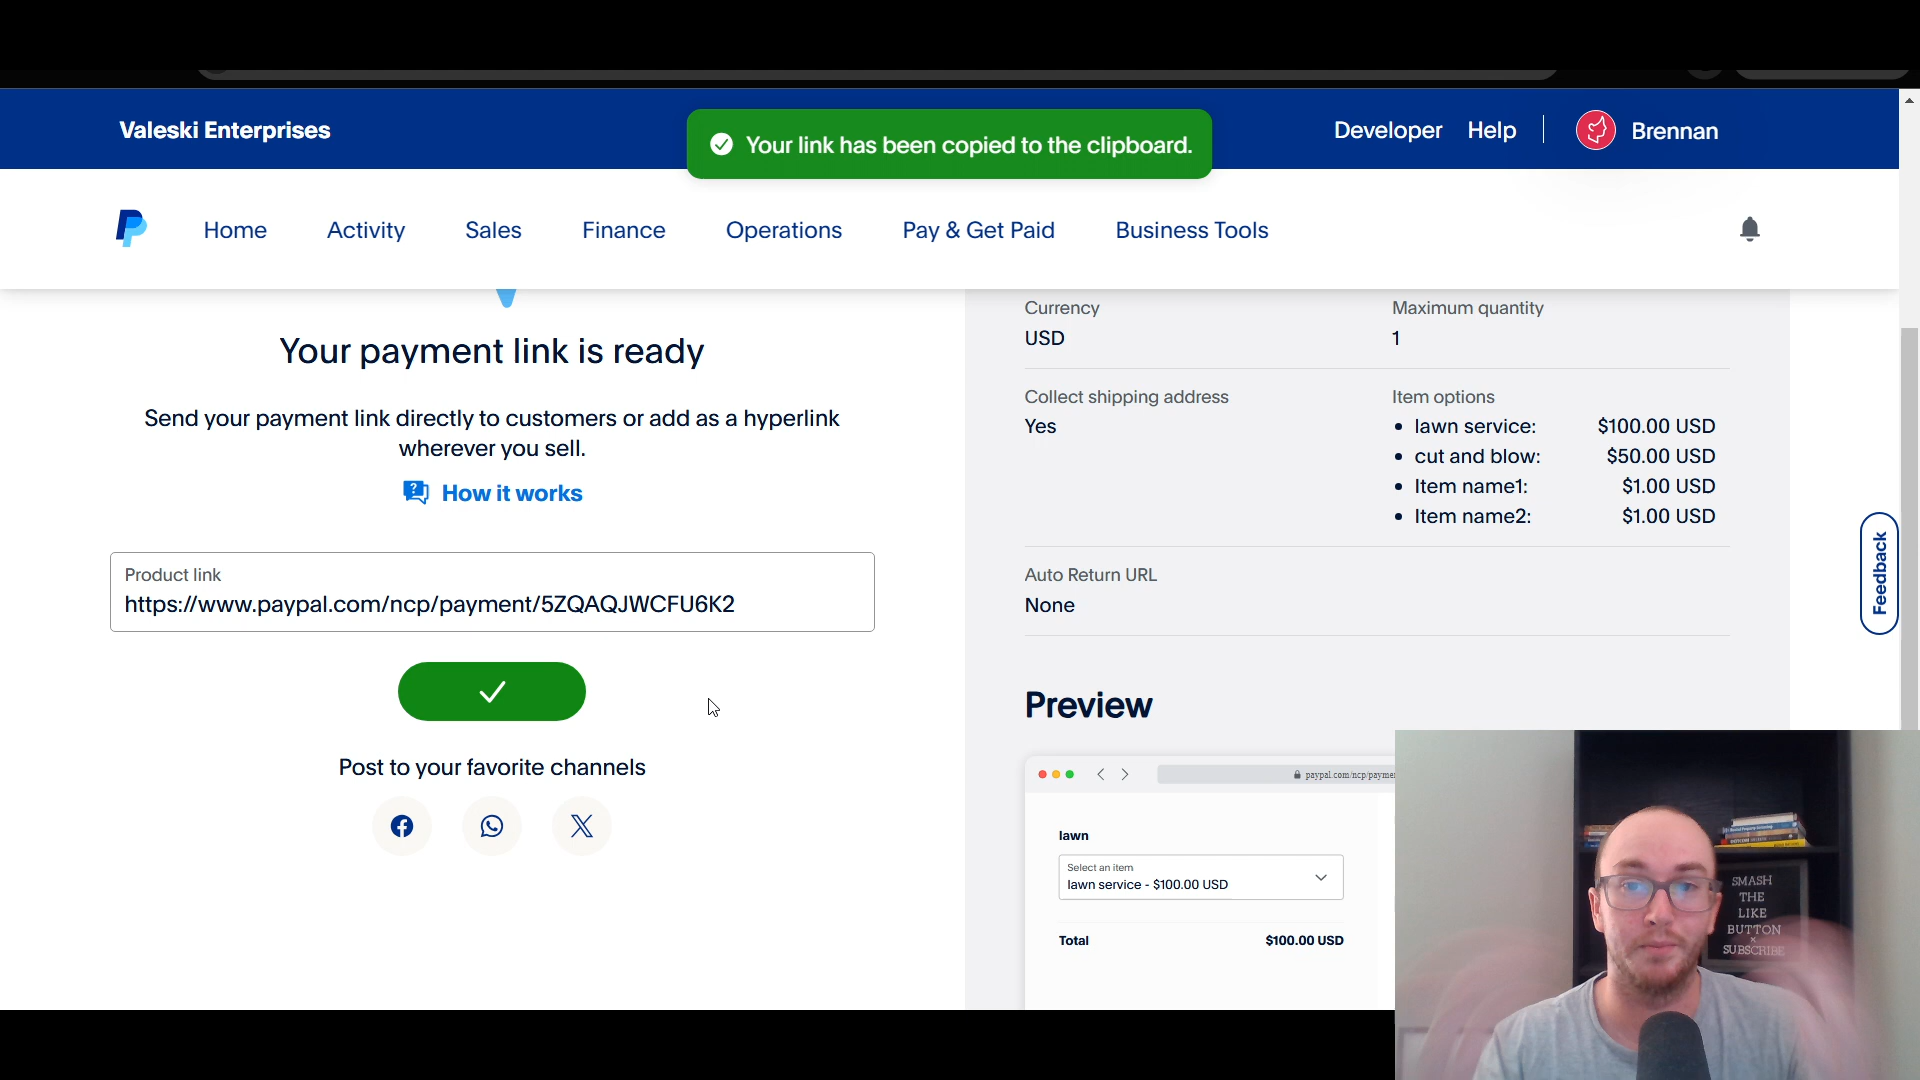 Valeski Enterprises
Your link has been copied to the clipboard.
Developer Help Brennan
Home Activity Sales Finance Operations Pay & Get Paid Business Tools
Your payment link is ready
Send your payment link directly to customers or add as a hyperlink
wherever you sell.
How it works
Product link
https://www.paypal.com/ncp/payment/5ZQAQJWCFU6K2
Post to your favorite channels
Currency
USD
Maximum quantity
1
Collect shipping address
Yes
Item options
• lawn service: $100.00 USD
• cut and blow: $50.00 USD
• Item name1: $1.00 USD
• Item name2: $1.00 USD
Auto Return URL
None
Preview
paypal.com/ncp/payme
lawn
Select an item
lawn service - $100.00 USD
Total $100.00 USD
Feedback
SMASH
THE
LIKE
BUTTON
×
SUBSCRIBE